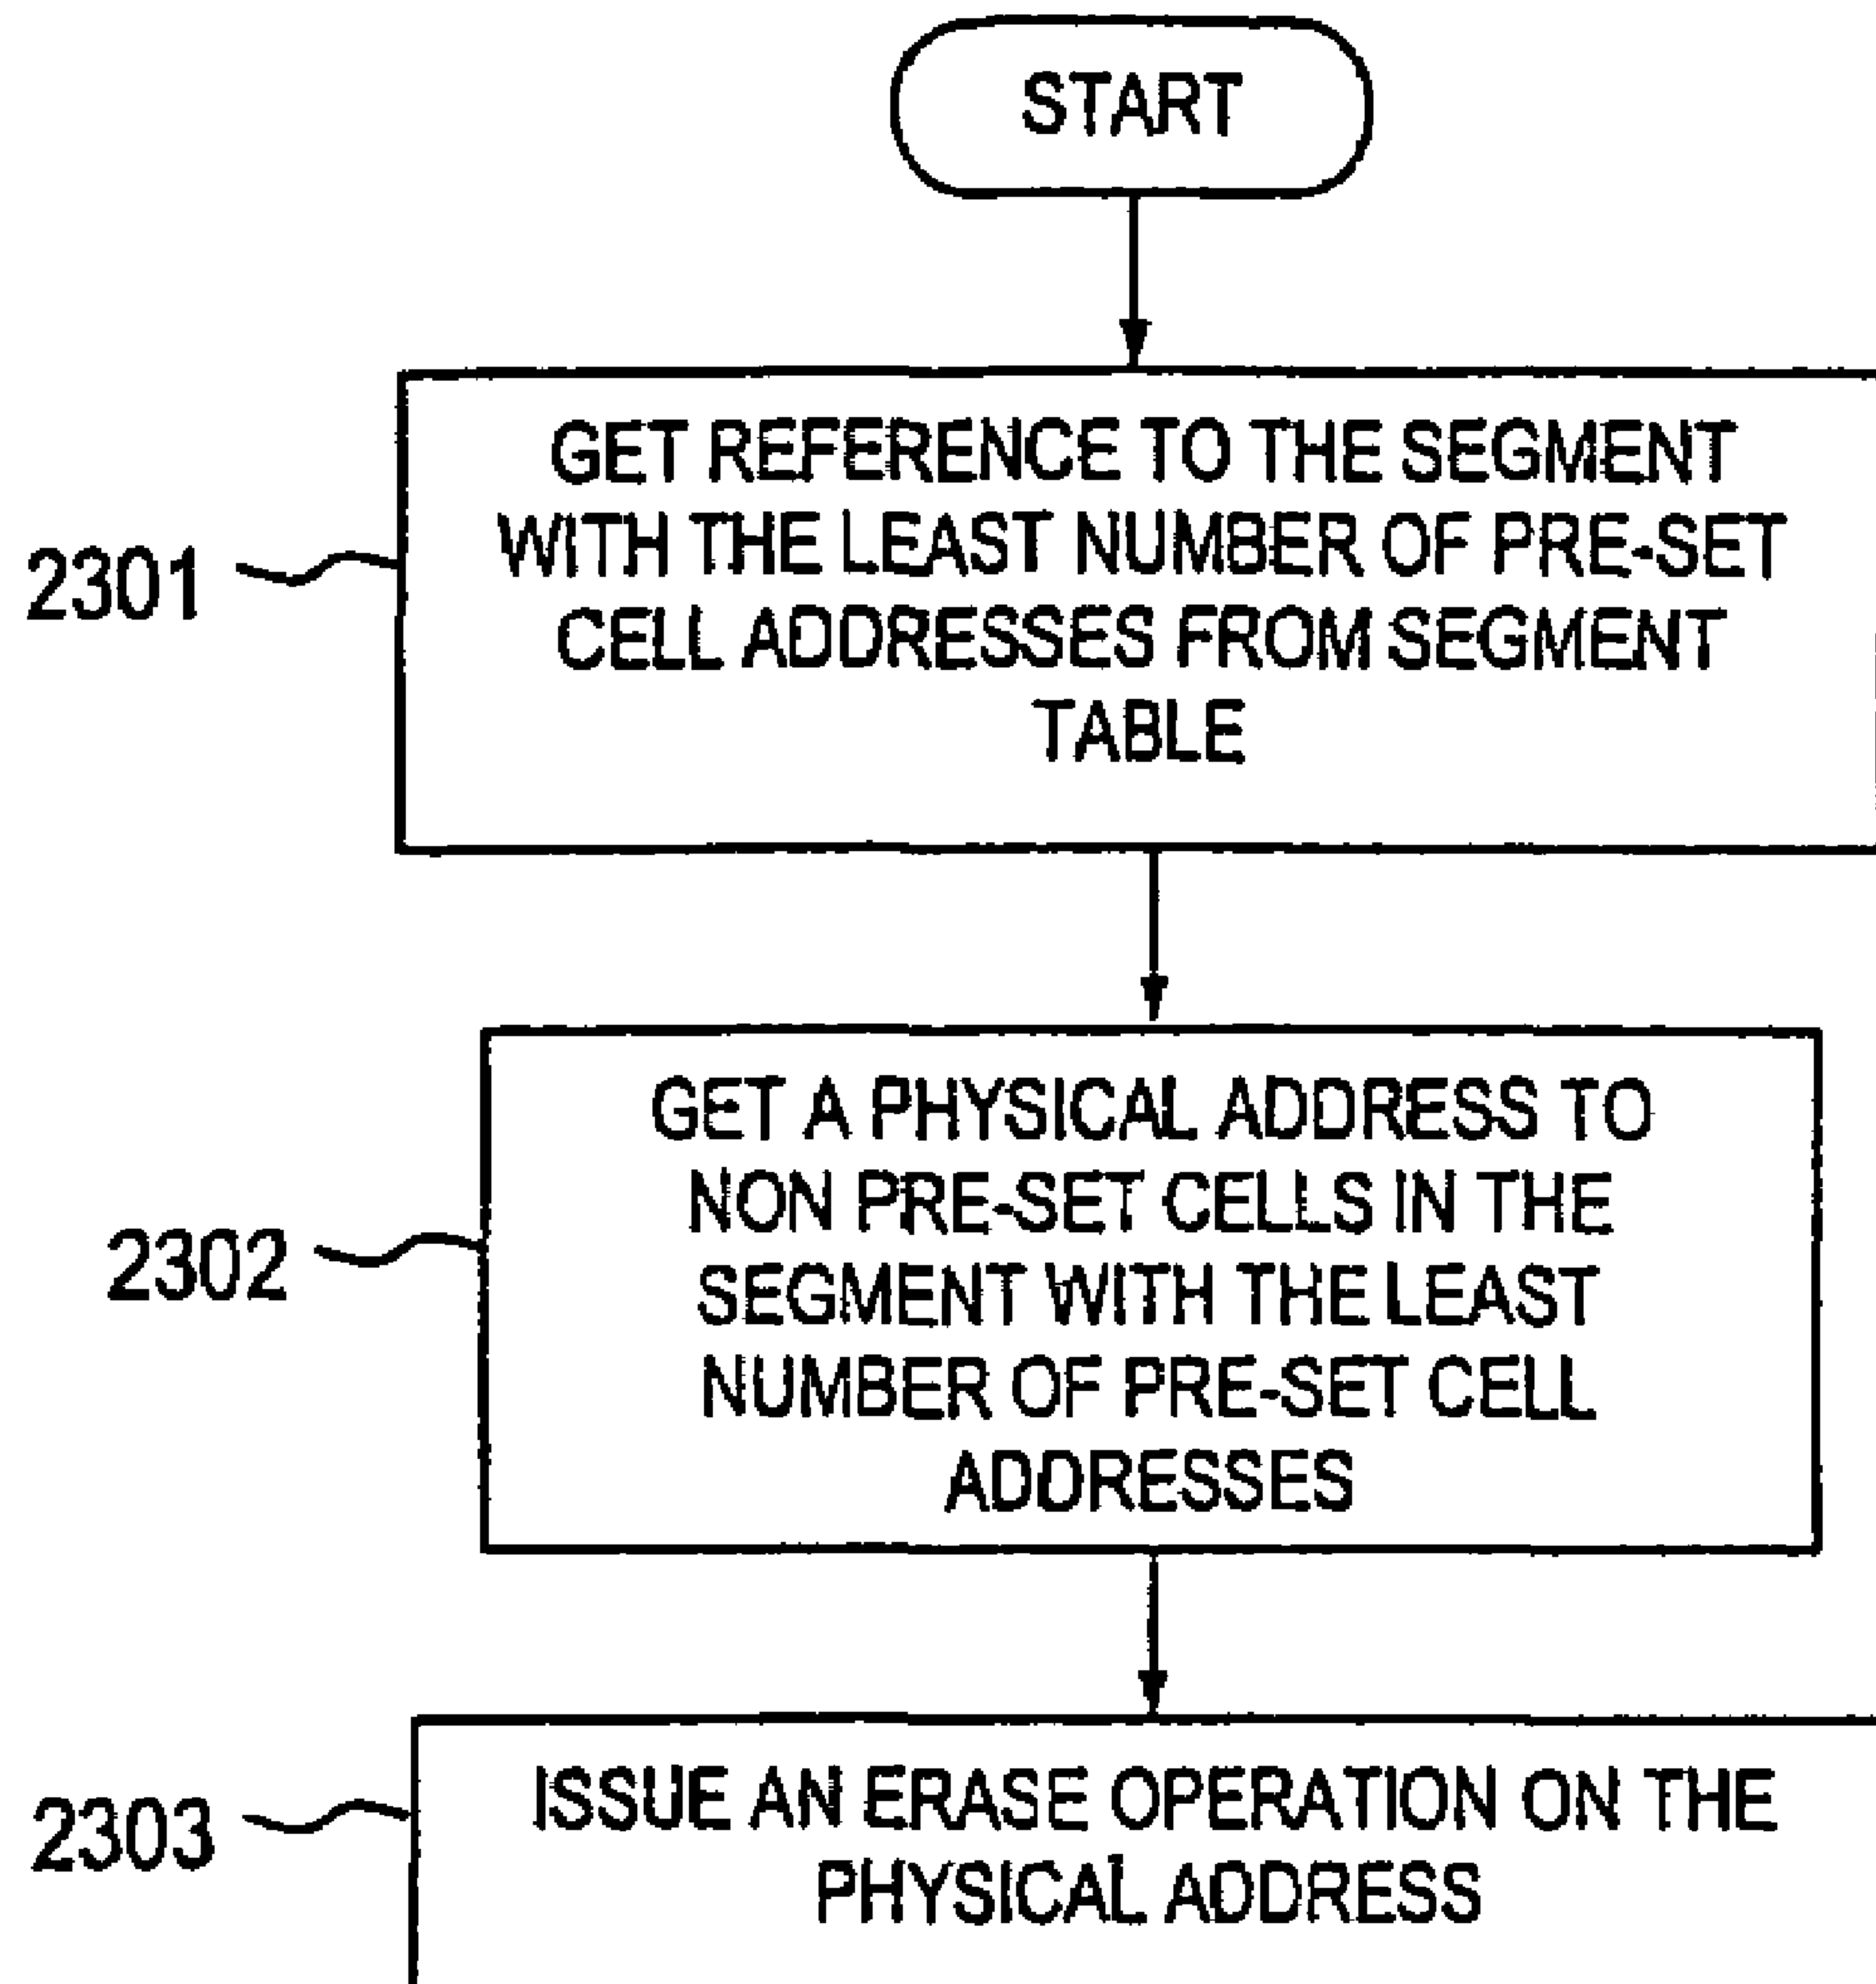 START
2301
GET REFERENCE TO THE SEGMENT
WITH THE LEAST NUMBER OF PRE-SET
CELL ADDRESSES FROM SEGMENT
TABLE
2302
GET A PHYSICAL ADDRESS TO
NON PRE-SET CELLS IN THE
SEGMENT WITH THE LEAST
NUMBER OF PRE-SET CELL
ADDRESSES
2303
ISSUE AN ERASE OPERATION ON THE
PHYSICAL ADDRESS